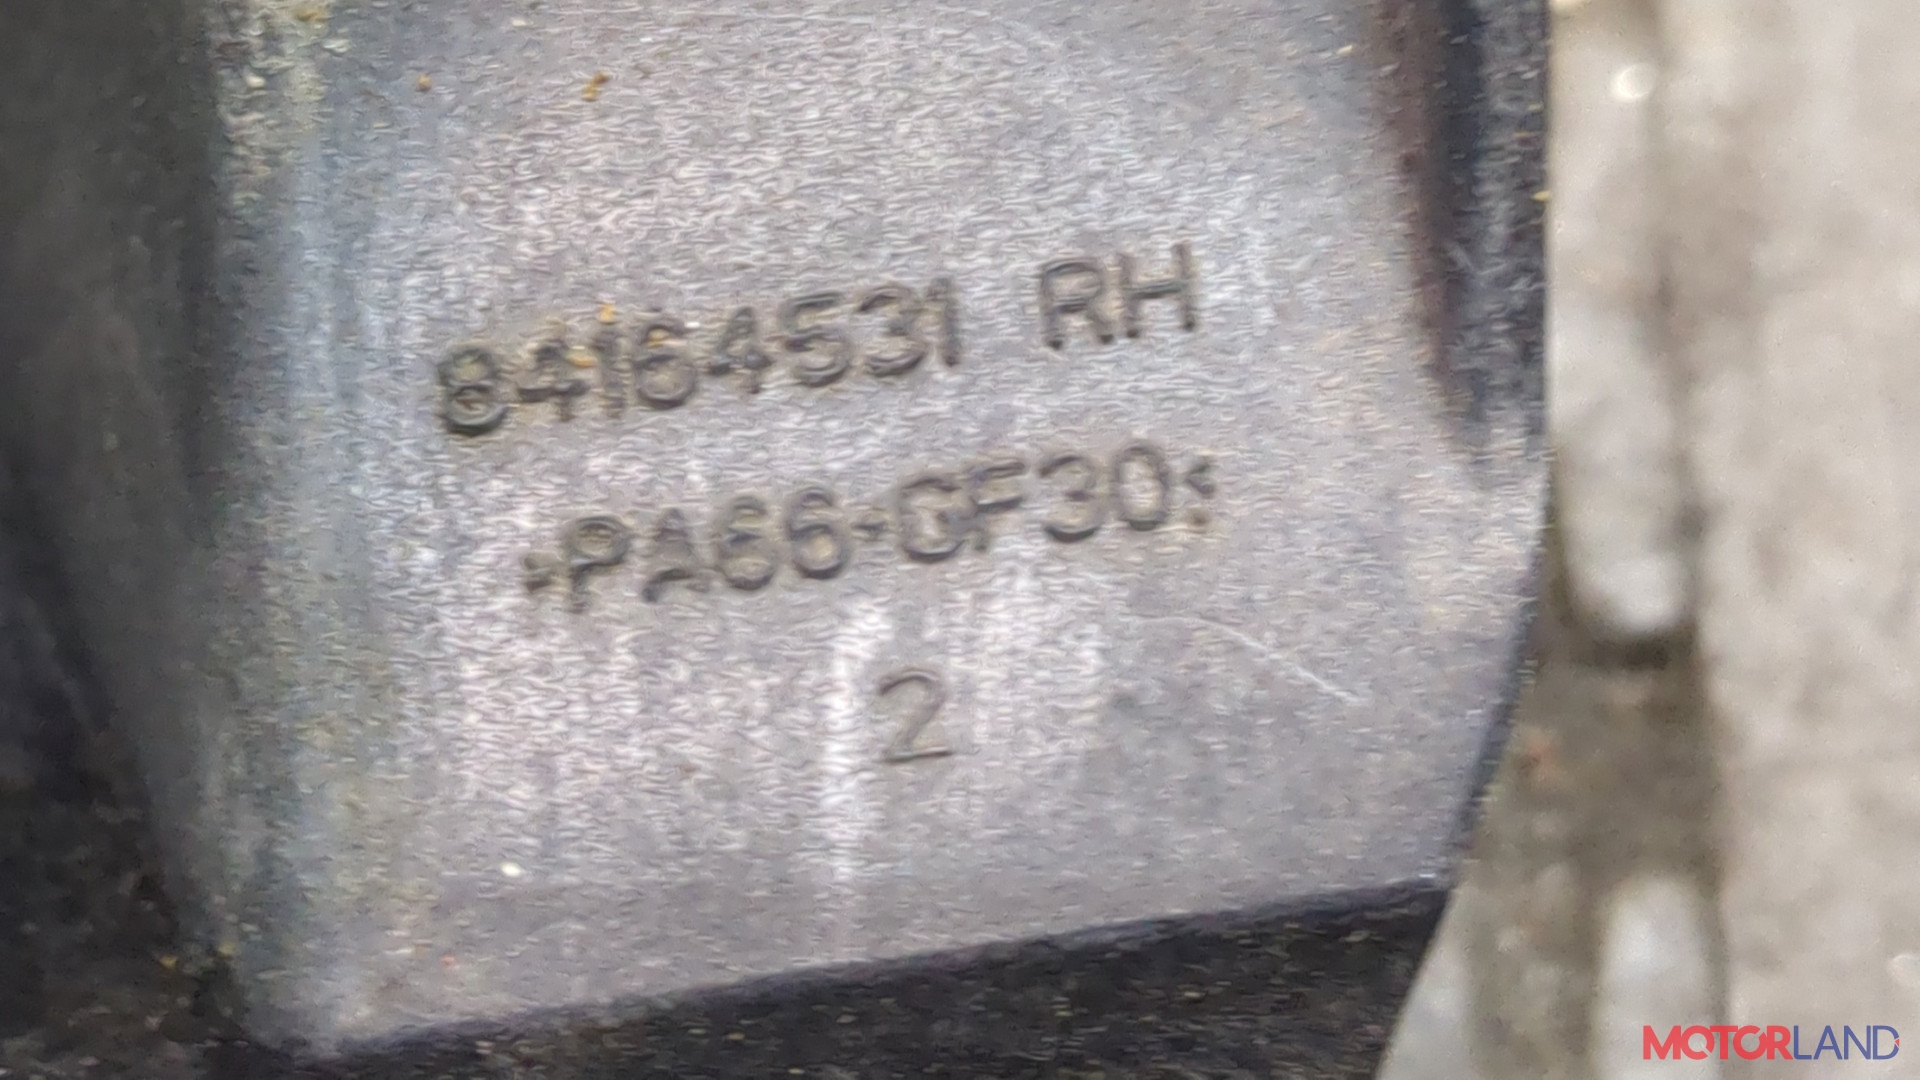 84164531 RH
>PA66-GF30<
2
MOTORLAND